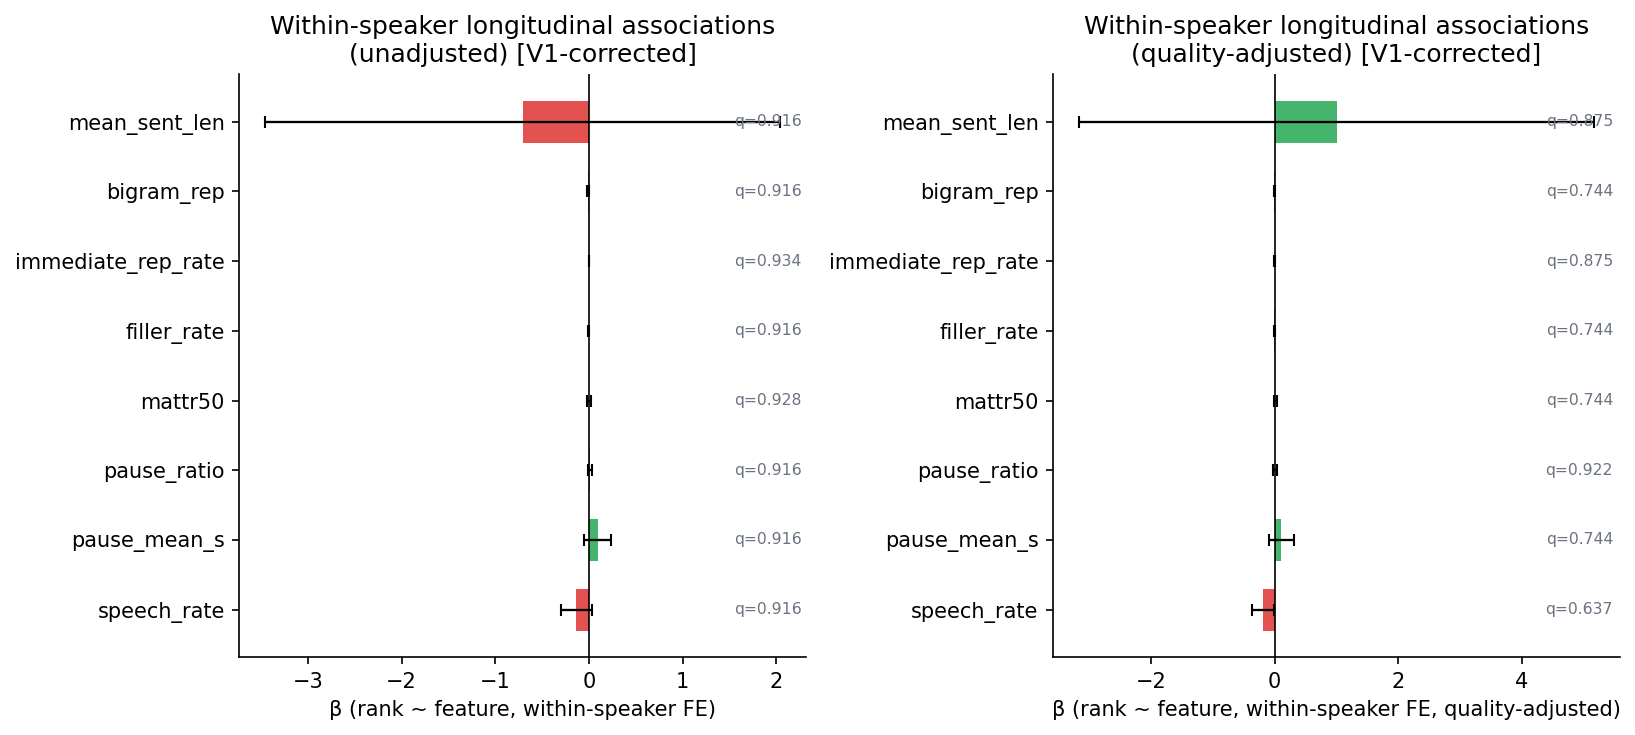 Within-speaker longitudinal associations
(unadjusted) [V1-corrected]
mean_sent_len
q=0.916
bigram_rep
q=0.916
immediate_rep_rate
q=0.934
filler_rate
q=0.916
mattr50
q=0.928
pause_ratio
q=0.916
pause_mean_s
q=0.916
speech_rate
q=0.916
−3 −2 −1 0 1 2
β (rank ~ feature, within-speaker FE)
Within-speaker longitudinal associations
(quality-adjusted) [V1-corrected]
mean_sent_len
q=0.875
bigram_rep
q=0.744
immediate_rep_rate
q=0.875
filler_rate
q=0.744
mattr50
q=0.744
pause_ratio
q=0.922
pause_mean_s
q=0.744
speech_rate
q=0.637
−2 0 2 4
β (rank ~ feature, within-speaker FE, quality-adjusted)